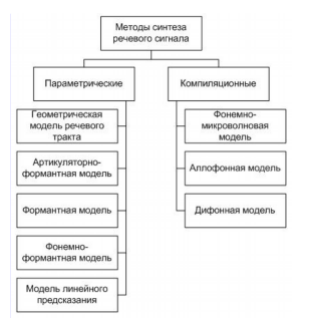 Методы синтеза
речевого сигнала
Параметрические
Компиляционные
Геометрическая
модель речевого
тракта
Артикуляторно-
формантная модель
Формантная модель
Фонемно-
формантная модель
Модель линейного
предсказания
Фонемно-
микроволновая
модель
Аллофонная модель
Дифонная модель